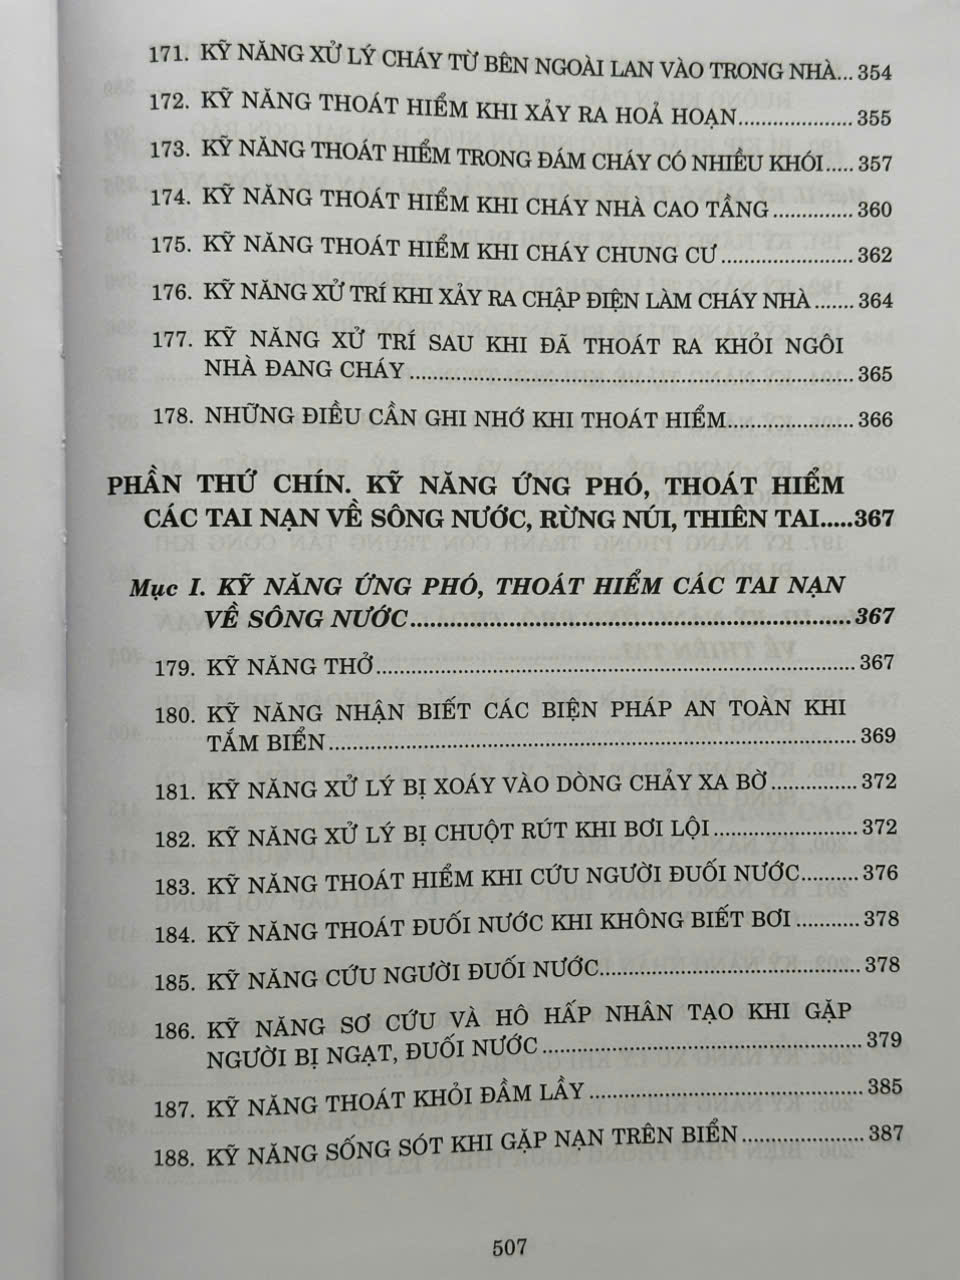 171. KỸ NĂNG XỬ LÝ CHÁY TỪ BÊN NGOÀI LAN VÀO TRONG NHÀ... 354
172. KỸ NĂNG THOÁT HIỂM KHI XẢY RA HOẢ HOẠN.................... 355
173. KỸ NĂNG THOÁT HIỂM TRONG ĐÁM CHÁY CÓ NHIỀU KHÓI..... 357
174. KỸ NĂNG THOÁT HIỂM KHI CHÁY NHÀ CAO TẦNG .............. 360
175. KỸ NĂNG THOÁT HIỂM KHI CHÁY CHUNG CƯ ....................... 362
176. KỸ NĂNG XỬ TRÍ KHI XẢY RA CHẬP ĐIỆN LÀM CHÁY NHÀ ....... 364
177. KỸ NĂNG XỬ TRÍ SAU KHI ĐÃ THOÁT RA KHỎI NGÔI
NHÀ ĐANG CHÁY ........................................................................ 365
178. NHỮNG ĐIỀU CẦN GHI NHỚ KHI THOÁT HIỂM..................... 366
PHẦN THỨ CHÍN. KỸ NĂNG ỨNG PHÓ, THOÁT HIỂM
CÁC TAI NẠN VỀ SÔNG NƯỚC, RỪNG NÚI, THIÊN TAI.....367
Mục I. KỸ NĂNG ỨNG PHÓ, THOÁT HIỂM CÁC TAI NẠN
VỀ SÔNG NƯỚC............................................................367
179. KỸ NĂNG THỞ ............................................................................. 367
180. KỸ NĂNG NHẬN BIẾT CÁC BIỆN PHÁP AN TOÀN KHI
TẮM BIỂN ..................................................................................... 369
181. KỸ NĂNG XỬ LÝ BỊ XOÁY VÀO DÒNG CHẢY XA BỜ .............. 372
182. KỸ NĂNG XỬ LÝ BỊ CHUỘT RÚT KHI BƠI LỘI ........................ 372
183. KỸ NĂNG THOÁT HIỂM KHI CỨU NGƯỜI ĐUỐI NƯỚC.......... 376
184. KỸ NĂNG THOÁT ĐUỐI NƯỚC KHI KHÔNG BIẾT BƠI ........... 378
185. KỸ NĂNG CỨU NGƯỜI ĐUỐI NƯỚC........................................... 378
186. KỸ NĂNG SƠ CỨU VÀ HÔ HẤP NHÂN TẠO KHI GẶP
NGƯỜI BỊ NGẠT, ĐUỐI NƯỚC ..................................................... 379
187. KỸ NĂNG THOÁT KHỎI ĐẦM LẦY .............................................. 385
188. KỸ NĂNG SỐNG SÓT KHI GẶP NẠN TRÊN BIỂN .................... 387
507